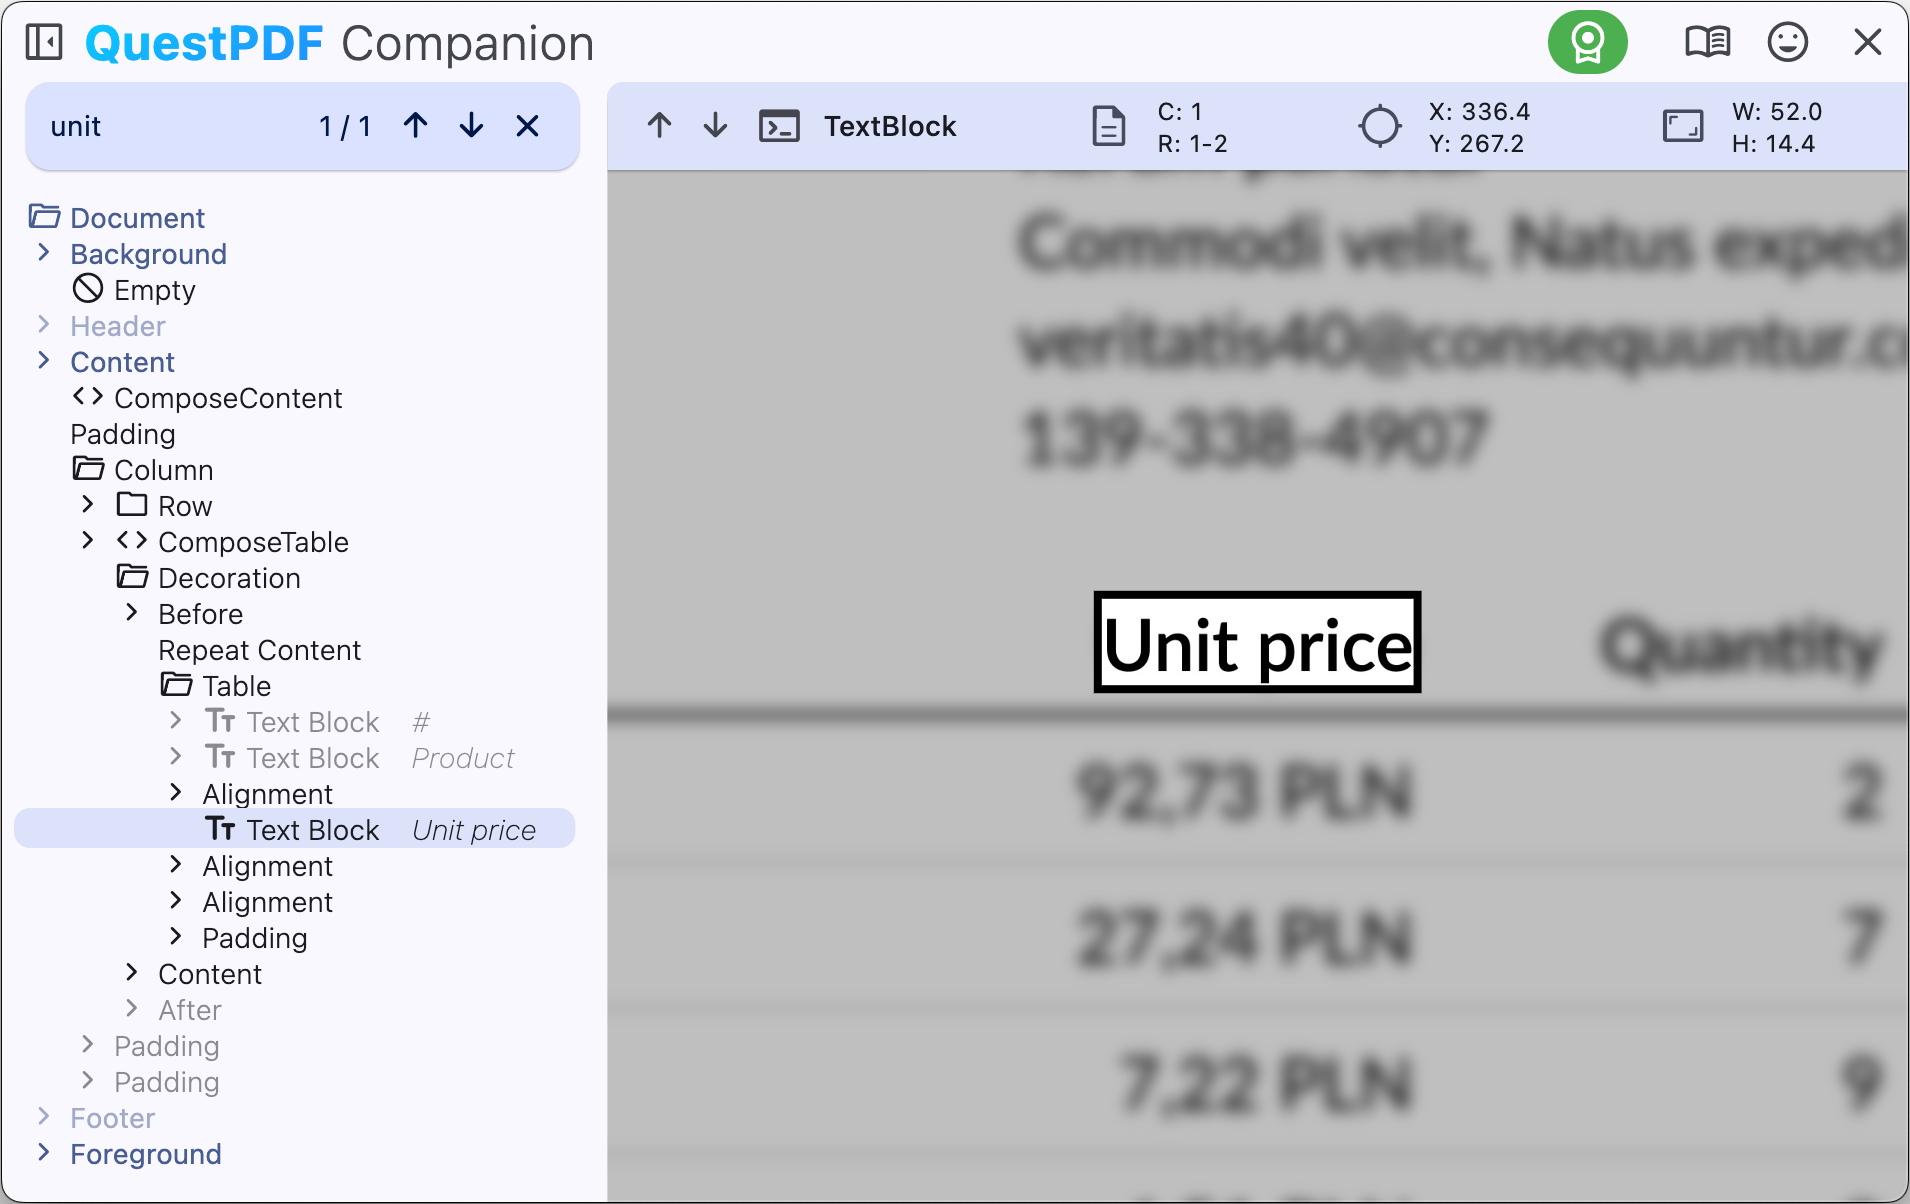 QuestPDF Companion
unit 1 / 1
TextBlock
C: 1
R: 1-2
X: 336.4
Y: 267.2
W: 52.0
H: 14.4
Document
Background
Empty
Header
Content
<> ComposeContent
Padding
Column
Row
<> ComposeTable
Decoration
Before
Repeat Content
Table
Text Block #
Text Block Product
Alignment
Text Block Unit price
Alignment
Alignment
Padding
Content
After
Padding
Padding
Footer
Foreground
Commodi velit, Natus exped
veritatis40@consequuntur.c
139-338-4907
Unit price Quantity
92,73 PLN 2
27,24 PLN 7
7,22 PLN 9